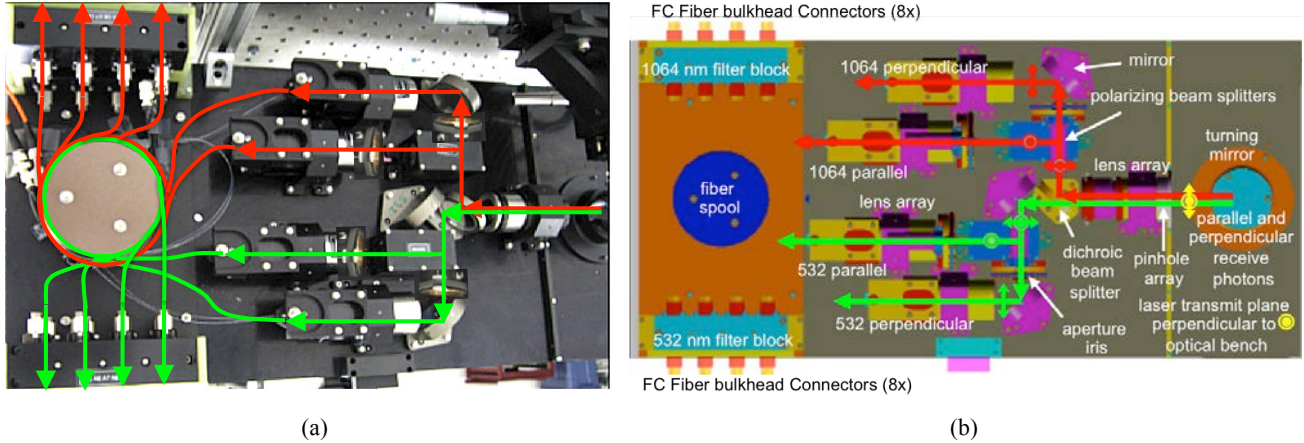 FC Fiber bulkhead Connectors (8x)
1064 nm filter block
1064 perpendicular
mirror
polarizing beam splitters
turning
mirror
lens array
1064 parallel
fiber
spool
lens array
parallel and
perpendicular
receive
photons
532 parallel
dichroic
beam
splitter
pinhole
array
laser transmit plane
perpendicular to
optical bench
532 perpendicular
aperture
iris
532 nm filter block
FC Fiber bulkhead Connectors (8x)
(a)
(b)